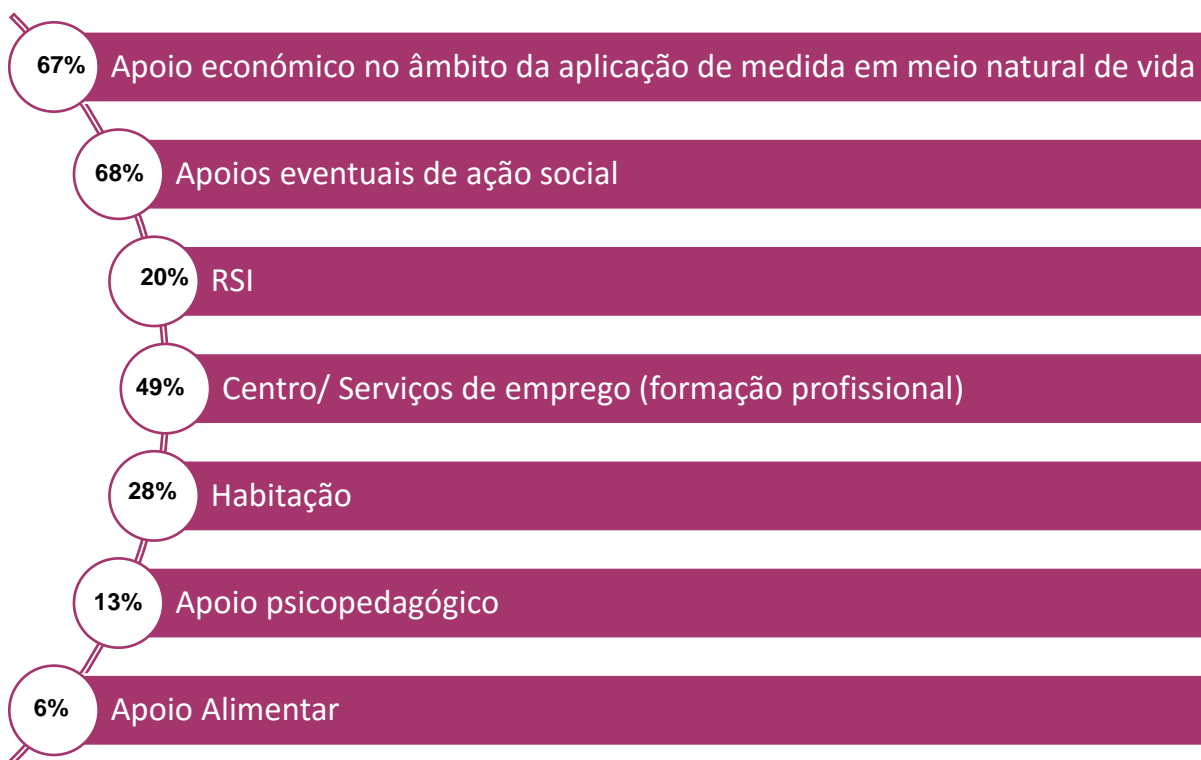 67% Apoio económico no âmbito da aplicação de medida em meio natural de vida
68% Apoios eventuais de ação social
20% RSI
49% Centro/ Serviços de emprego (formação profissional)
28% Habitação
13% Apoio psicopedagógico
6% Apoio Alimentar